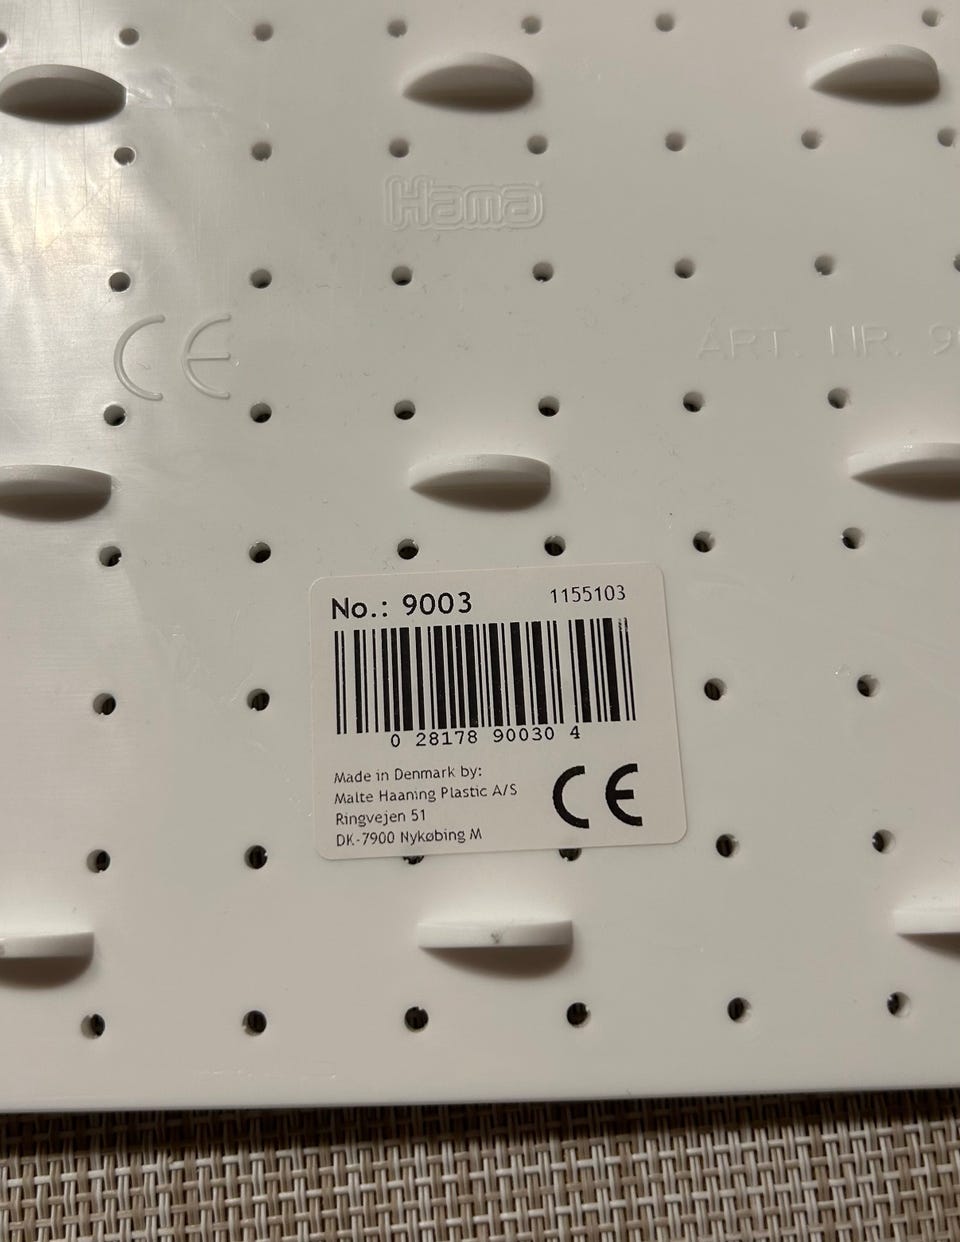 Hama
CE
ART. NR. 9
No.: 9003
1155103
0 28178 90030 4
Made in Denmark by:
Malte Haaning Plastic A/S
Ringvejen 51
DK-7900 Nykøbing M
CE